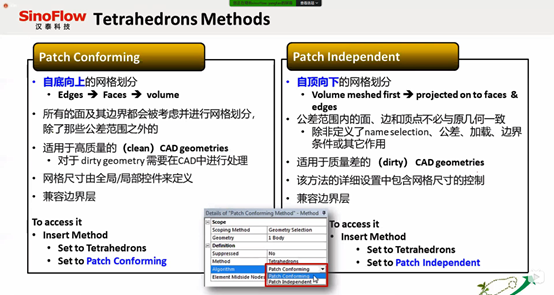 SinoFlow
汉泰科技
Tetrahedrons Methods
Patch Conforming
自底向上的网格划分
Edges → Faces → volume
所有的面及其边界都会被考虑并进行网格划分，
除了那些公差范围之外的
适用于高质量的（clean）CAD geometries
对于 dirty geometry 需要在CAD中进行处理
网格尺寸由全局/局部控件来定义
兼容边界层
To access it
Insert Method
Set to Tetrahedrons
Set to Patch Conforming
Patch Independent
自顶向下的网格划分
Volume meshed first → projected on to faces &
edges
公差范围内的面、边和顶点不必与原几何一致
除非定义了name selection、公差、加载、边界
条件或其它作用
适用于质量差的（dirty）CAD geometries
该方法的详细设置中包含网格尺寸的控制
兼容边界层
To access it
Insert Method
Set to Tetrahedrons
Set to Patch Independent
Details of "Patch Conforming Method" - Method
Scope
Scoping Method Geometry Selection
Geometry 1 Body
Definition
Suppressed No
Method Tetrahedrons
Algorithm Patch Conforming
Element Midside Nodes Patch Conforming
Patch Independent